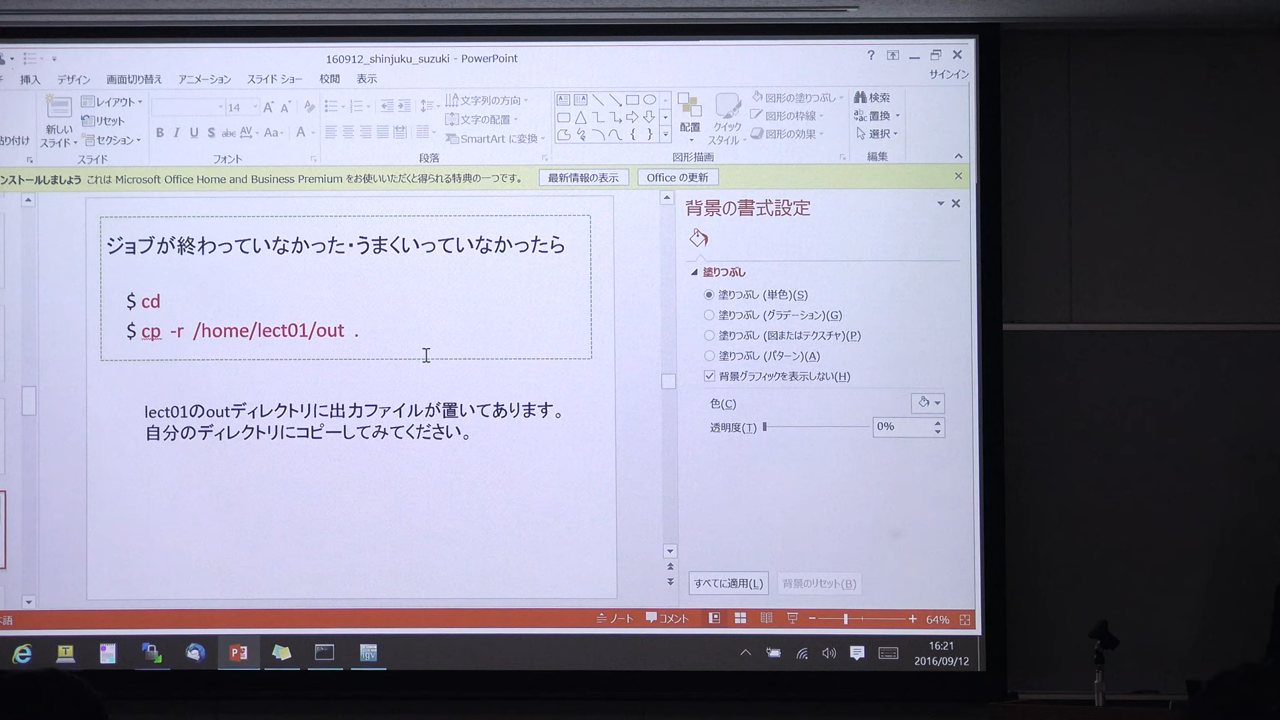 160912_shinjuku_suzuki - PowerPoint
サインイン
挿入 デザイン 画面切り替え アニメーション スライド ショー 校閲 表示
新しい
スライド
レイアウト
リセット
セクション
スライド
14
B I U S abc AV Aa A
フォント
文字列の方向
文字の配置
SmartArt に変換
段落
配置
クイック
スタイル
図形の塗りつぶし
図形の枠線
図形の効果
図形描画
検索
置換
選択
編集
ンストールしましょう これは Microsoft Office Home and Business Premium をお使いいただくと得られる特典の一つです。 最新情報の表示 Office の更新
ジョブが終わっていなかった・うまくいっていなかったら
$ cd
$ cp -r /home/lect01/out .
lect01のoutディレクトリに出力ファイルが置いてあります。
自分のディレクトリにコピーしてみてください。
背景の書式設定
塗りつぶし
塗りつぶし (単色)(S)
塗りつぶし (グラデーション)(G)
塗りつぶし (図またはテクスチャ)(P)
塗りつぶし (パターン)(A)
背景グラフィックを表示しない(H)
色(C)
透明度(T) 0%
すべてに適用(L) 背景のリセット(B)
ノート コメント 64%
16:21
2016/09/12